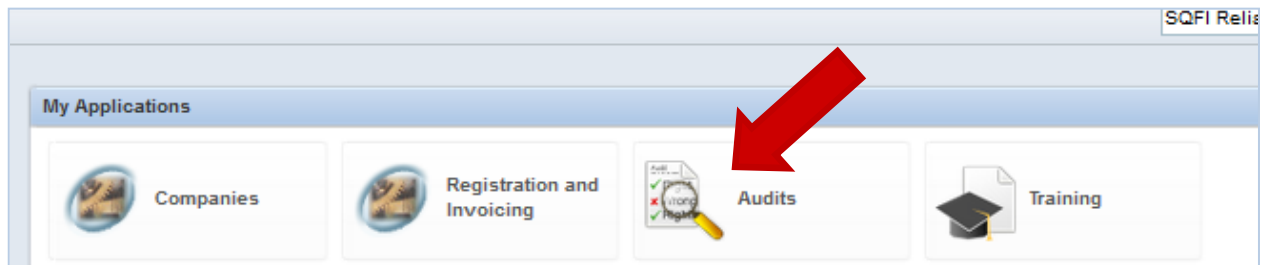 SQFI Relia
My Applications
Companies
Registration and
Invoicing
Audits
Training